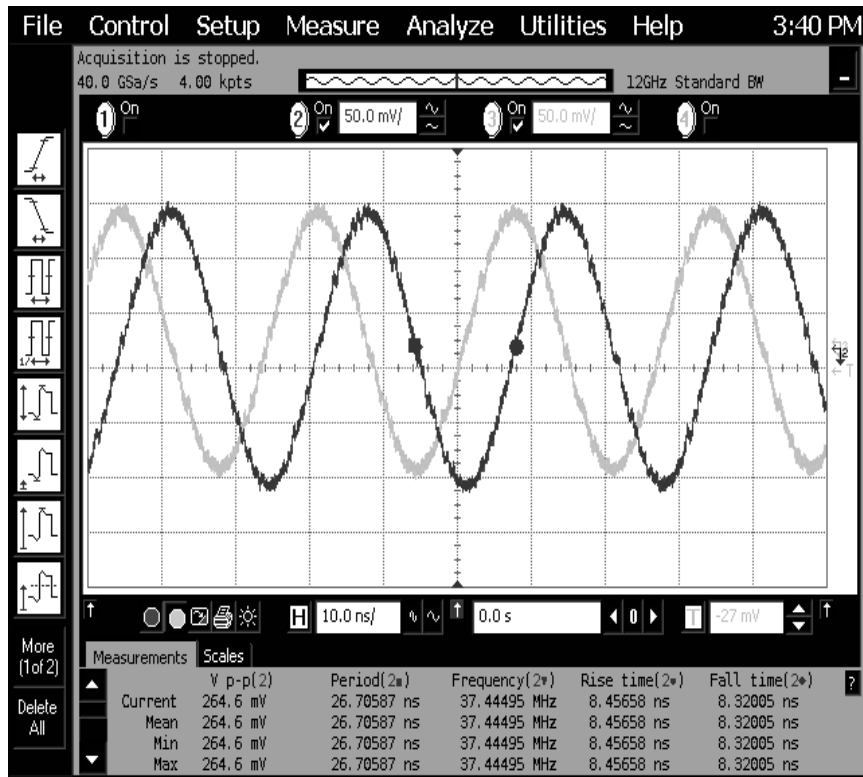 File Control Setup Measure Analyze Utilities Help 3:40 PM
Acquisition is stopped.
40.0 GSa/s 4.00 kpts 12GHz Standard BW
1 On 2 On 50.0 mV/ 3 On 50.0 mV/ 4 On
H 10.0 ns/ 0.0 s 0 T -27 mV
More
(1of 2)
Delete
All
Measurements Scales
V p-p(2) Period(2) Frequency(2) Rise time(2) Fall time(2) ?
Current 264.6 mV 26.70587 ns 37.44495 MHz 8.45658 ns 8.32005 ns
Mean 264.6 mV 26.70587 ns 37.44495 MHz 8.45658 ns 8.32005 ns
Min 264.6 mV 26.70587 ns 37.44495 MHz 8.45658 ns 8.32005 ns
Max 264.6 mV 26.70587 ns 37.44495 MHz 8.45658 ns 8.32005 ns